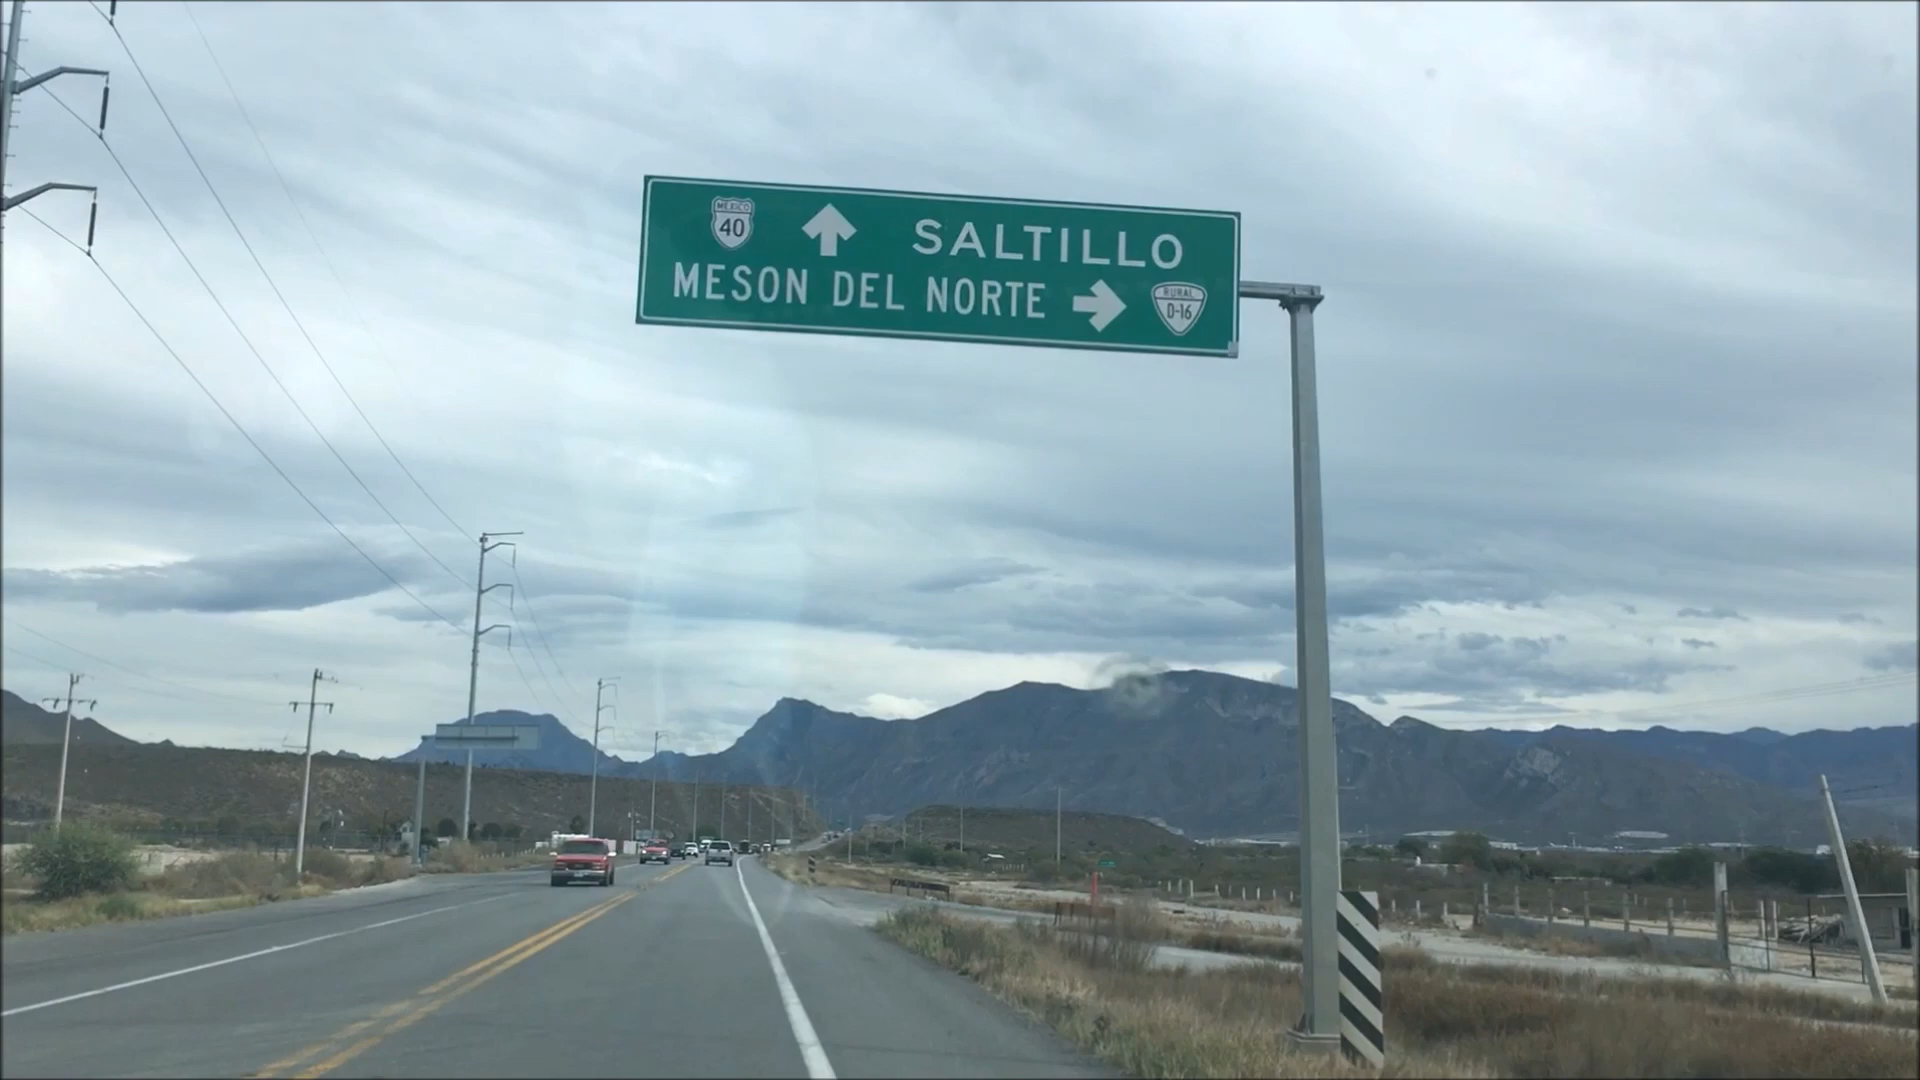 MEXICO
40
SALTILLO
MESON DEL NORTE
RURAL
D-16